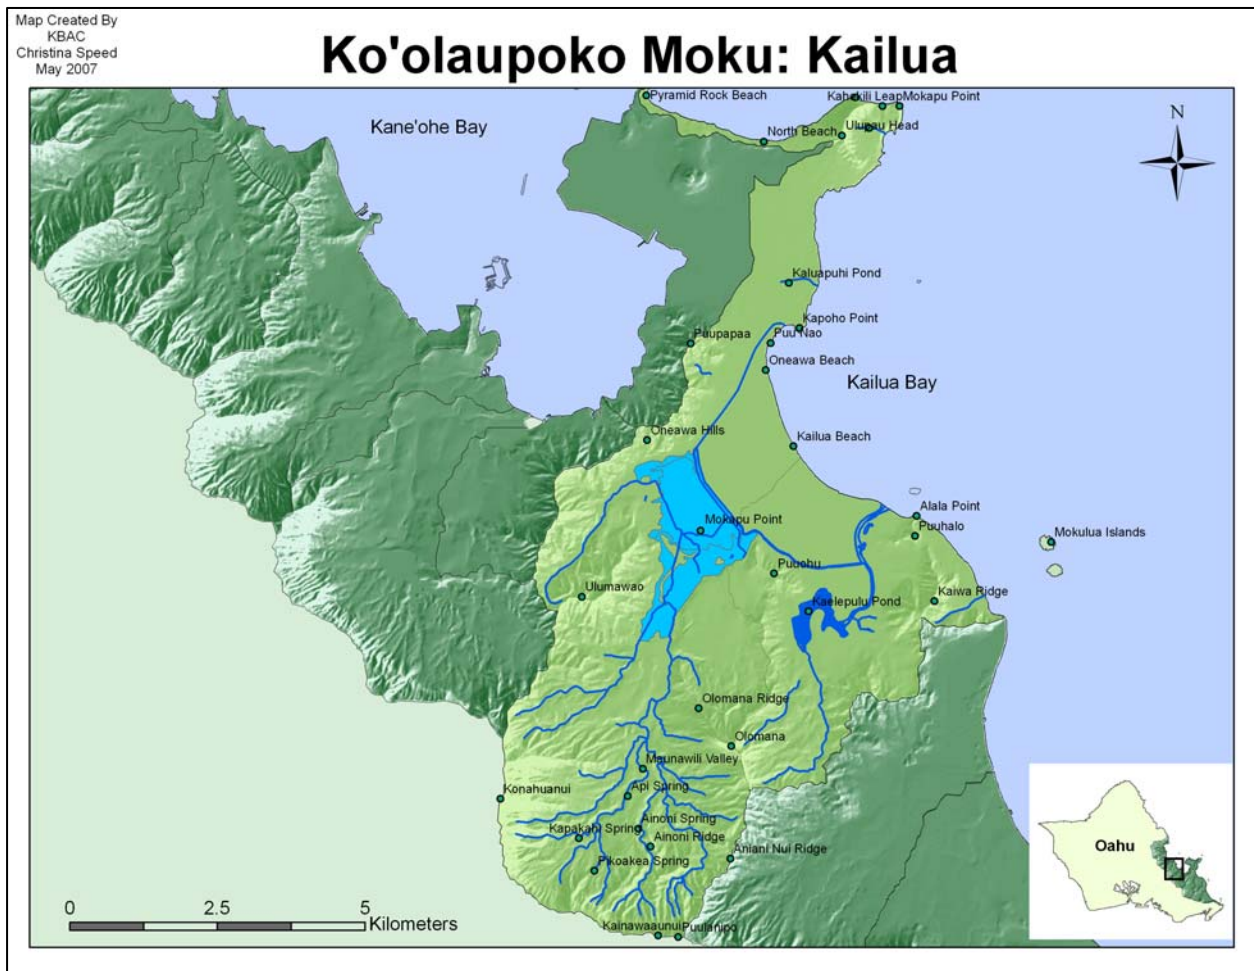 Map Created By
KBAC
Christina Speed
May 2007
Ko'olaupoko Moku: Kailua
Pyramid Rock Beach
Kahekili Leap
Mokapu Point
Kane'ohe Bay
North Beach
Ulupau Head
N
Kaluapuhi Pond
Kapoho Point
Puupapaa
Puu Nao
Oneawa Beach
Kailua Bay
Oneawa Hills
Kailua Beach
Alala Point
Mokapu Point
Puuhalo
Mokulua Islands
Puuohu
Ulumawao
Kaiwa Ridge
Kaelepulu Pond
Olomana Ridge
Olomana
Maunawili Valley
Konahuanui
Api Spring
Ainoni Spring
Kapakahi Spring
Ainoni Ridge
Aniani Nui Ridge
Pikoakea Spring
Oahu
0 2.5 5
Kilometers
Kainawaaunui
Puulanipo